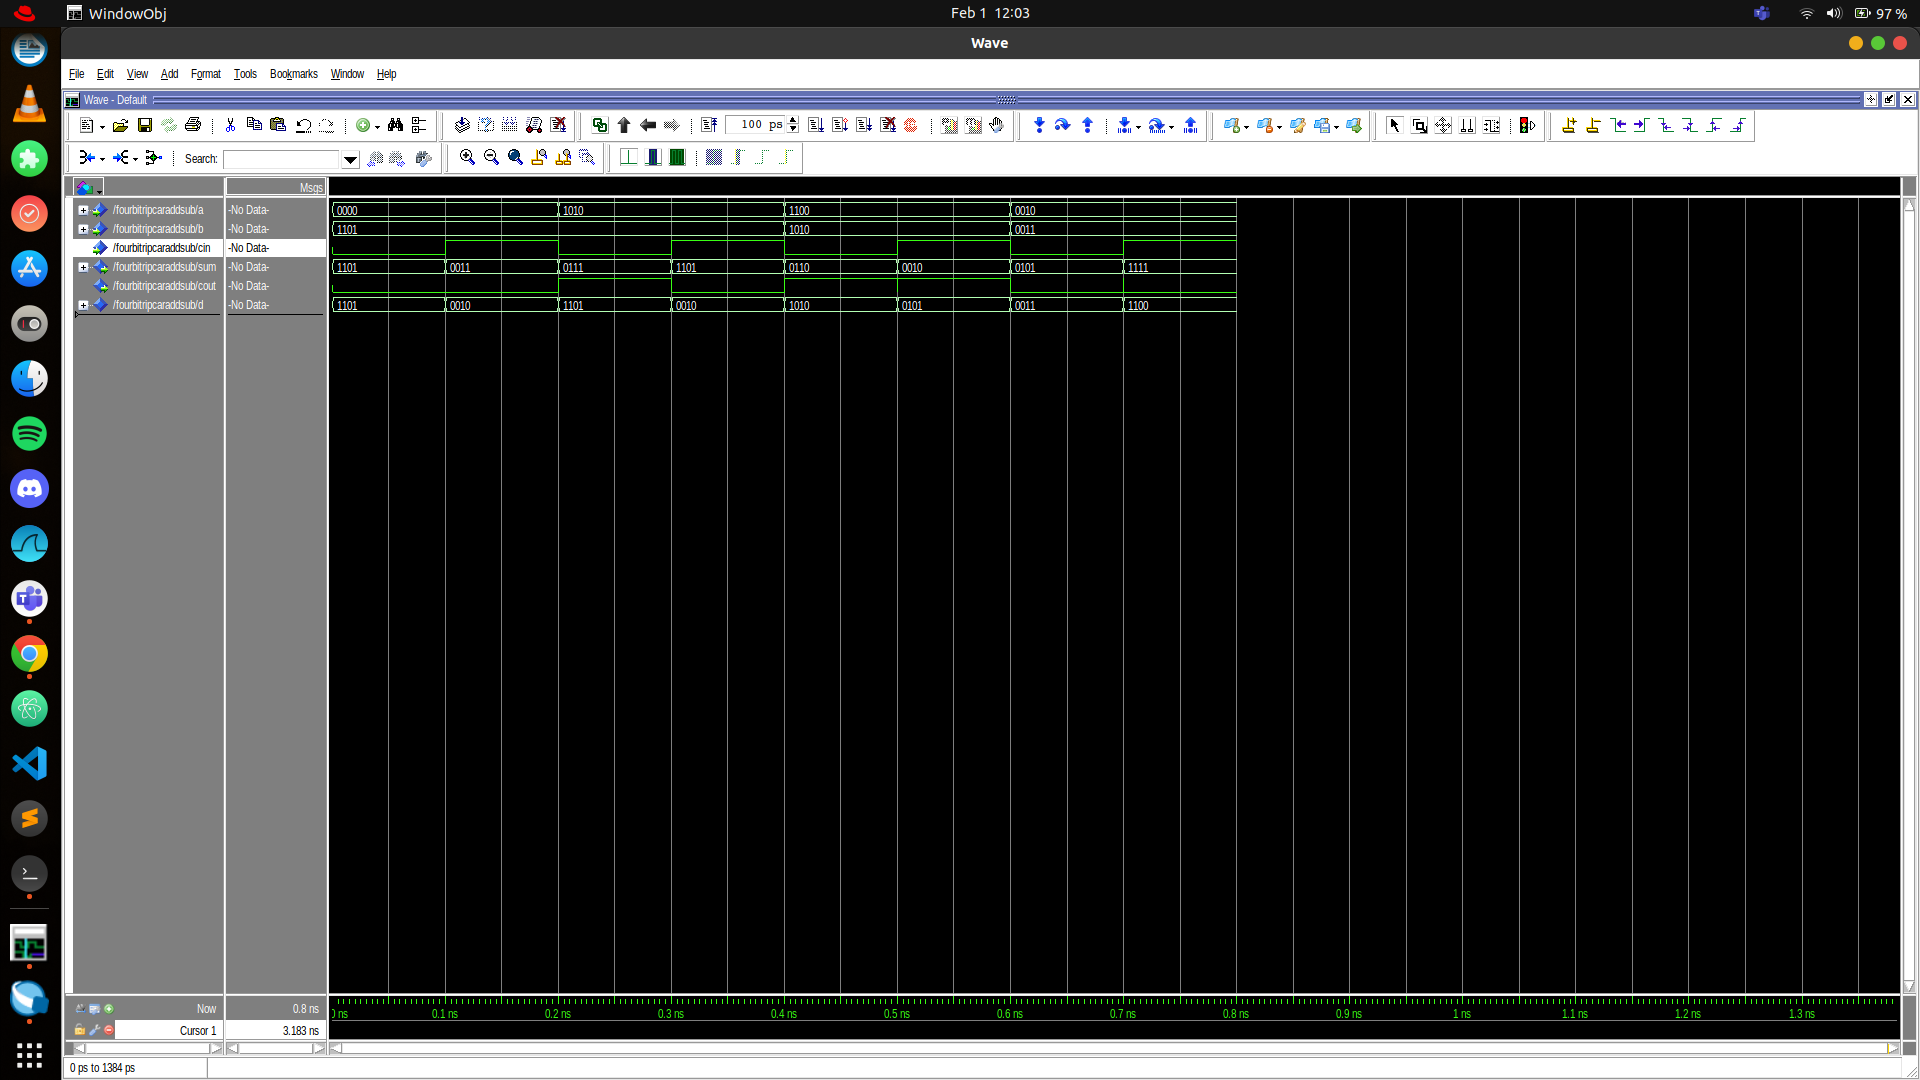 WindowObj
Feb 1 12:03
97 %
Wave
File Edit View Add Format Tools Bookmarks Window Help
Wave - Default
100 ps
Search:
Msgs
/fourbitripcaraddsub/a -No Data- 0000 1010 1100 0010
/fourbitripcaraddsub/b -No Data- 1101 1010 0011
/fourbitripcaraddsub/cin -No Data-
/fourbitripcaraddsub/sum -No Data- 1101 0011 0111 1101 0110 0010 0101 1111
/fourbitripcaraddsub/cout -No Data-
/fourbitripcaraddsub/d -No Data- 1101 0010 1101 0010 1010 0101 0011 1100
Now 0.8 ns
ns 0.1 ns 0.2 ns 0.3 ns 0.4 ns 0.5 ns 0.6 ns 0.7 ns 0.8 ns 0.9 ns 1 ns 1.1 ns 1.2 ns 1.3 ns
Cursor 1 3.183 ns
0 ps to 1384 ps